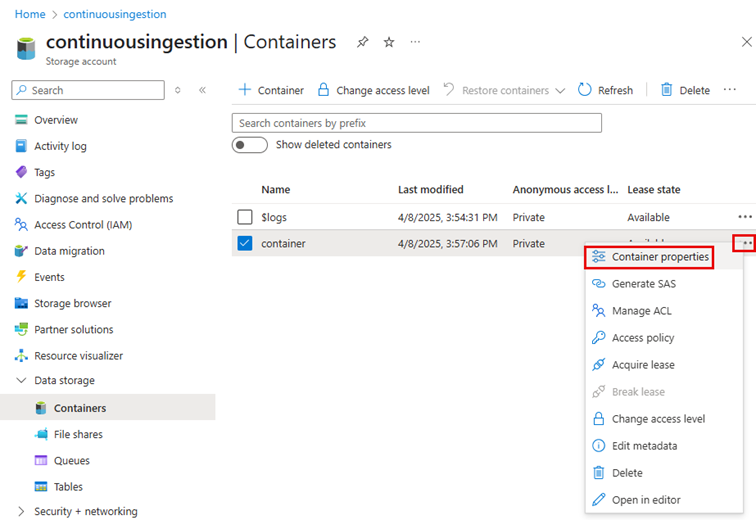 Home > continuousingestion
continuousingestion | Containers
Storage account
Search
Container
Change access level
Restore containers
Refresh
Delete
Search containers by prefix
Show deleted containers
Overview
Activity log
Tags
Diagnose and solve problems
Access Control (IAM)
Data migration
Events
Storage browser
Partner solutions
Resource visualizer
Data storage
Containers
File shares
Queues
Tables
Security + networking
Name Last modified Anonymous access l... Lease state
$logs 4/8/2025, 3:54:31 PM Private Available
container 4/8/2025, 3:57:06 PM Private
Container properties
Generate SAS
Manage ACL
Access policy
Acquire lease
Break lease
Change access level
Edit metadata
Delete
Open in editor